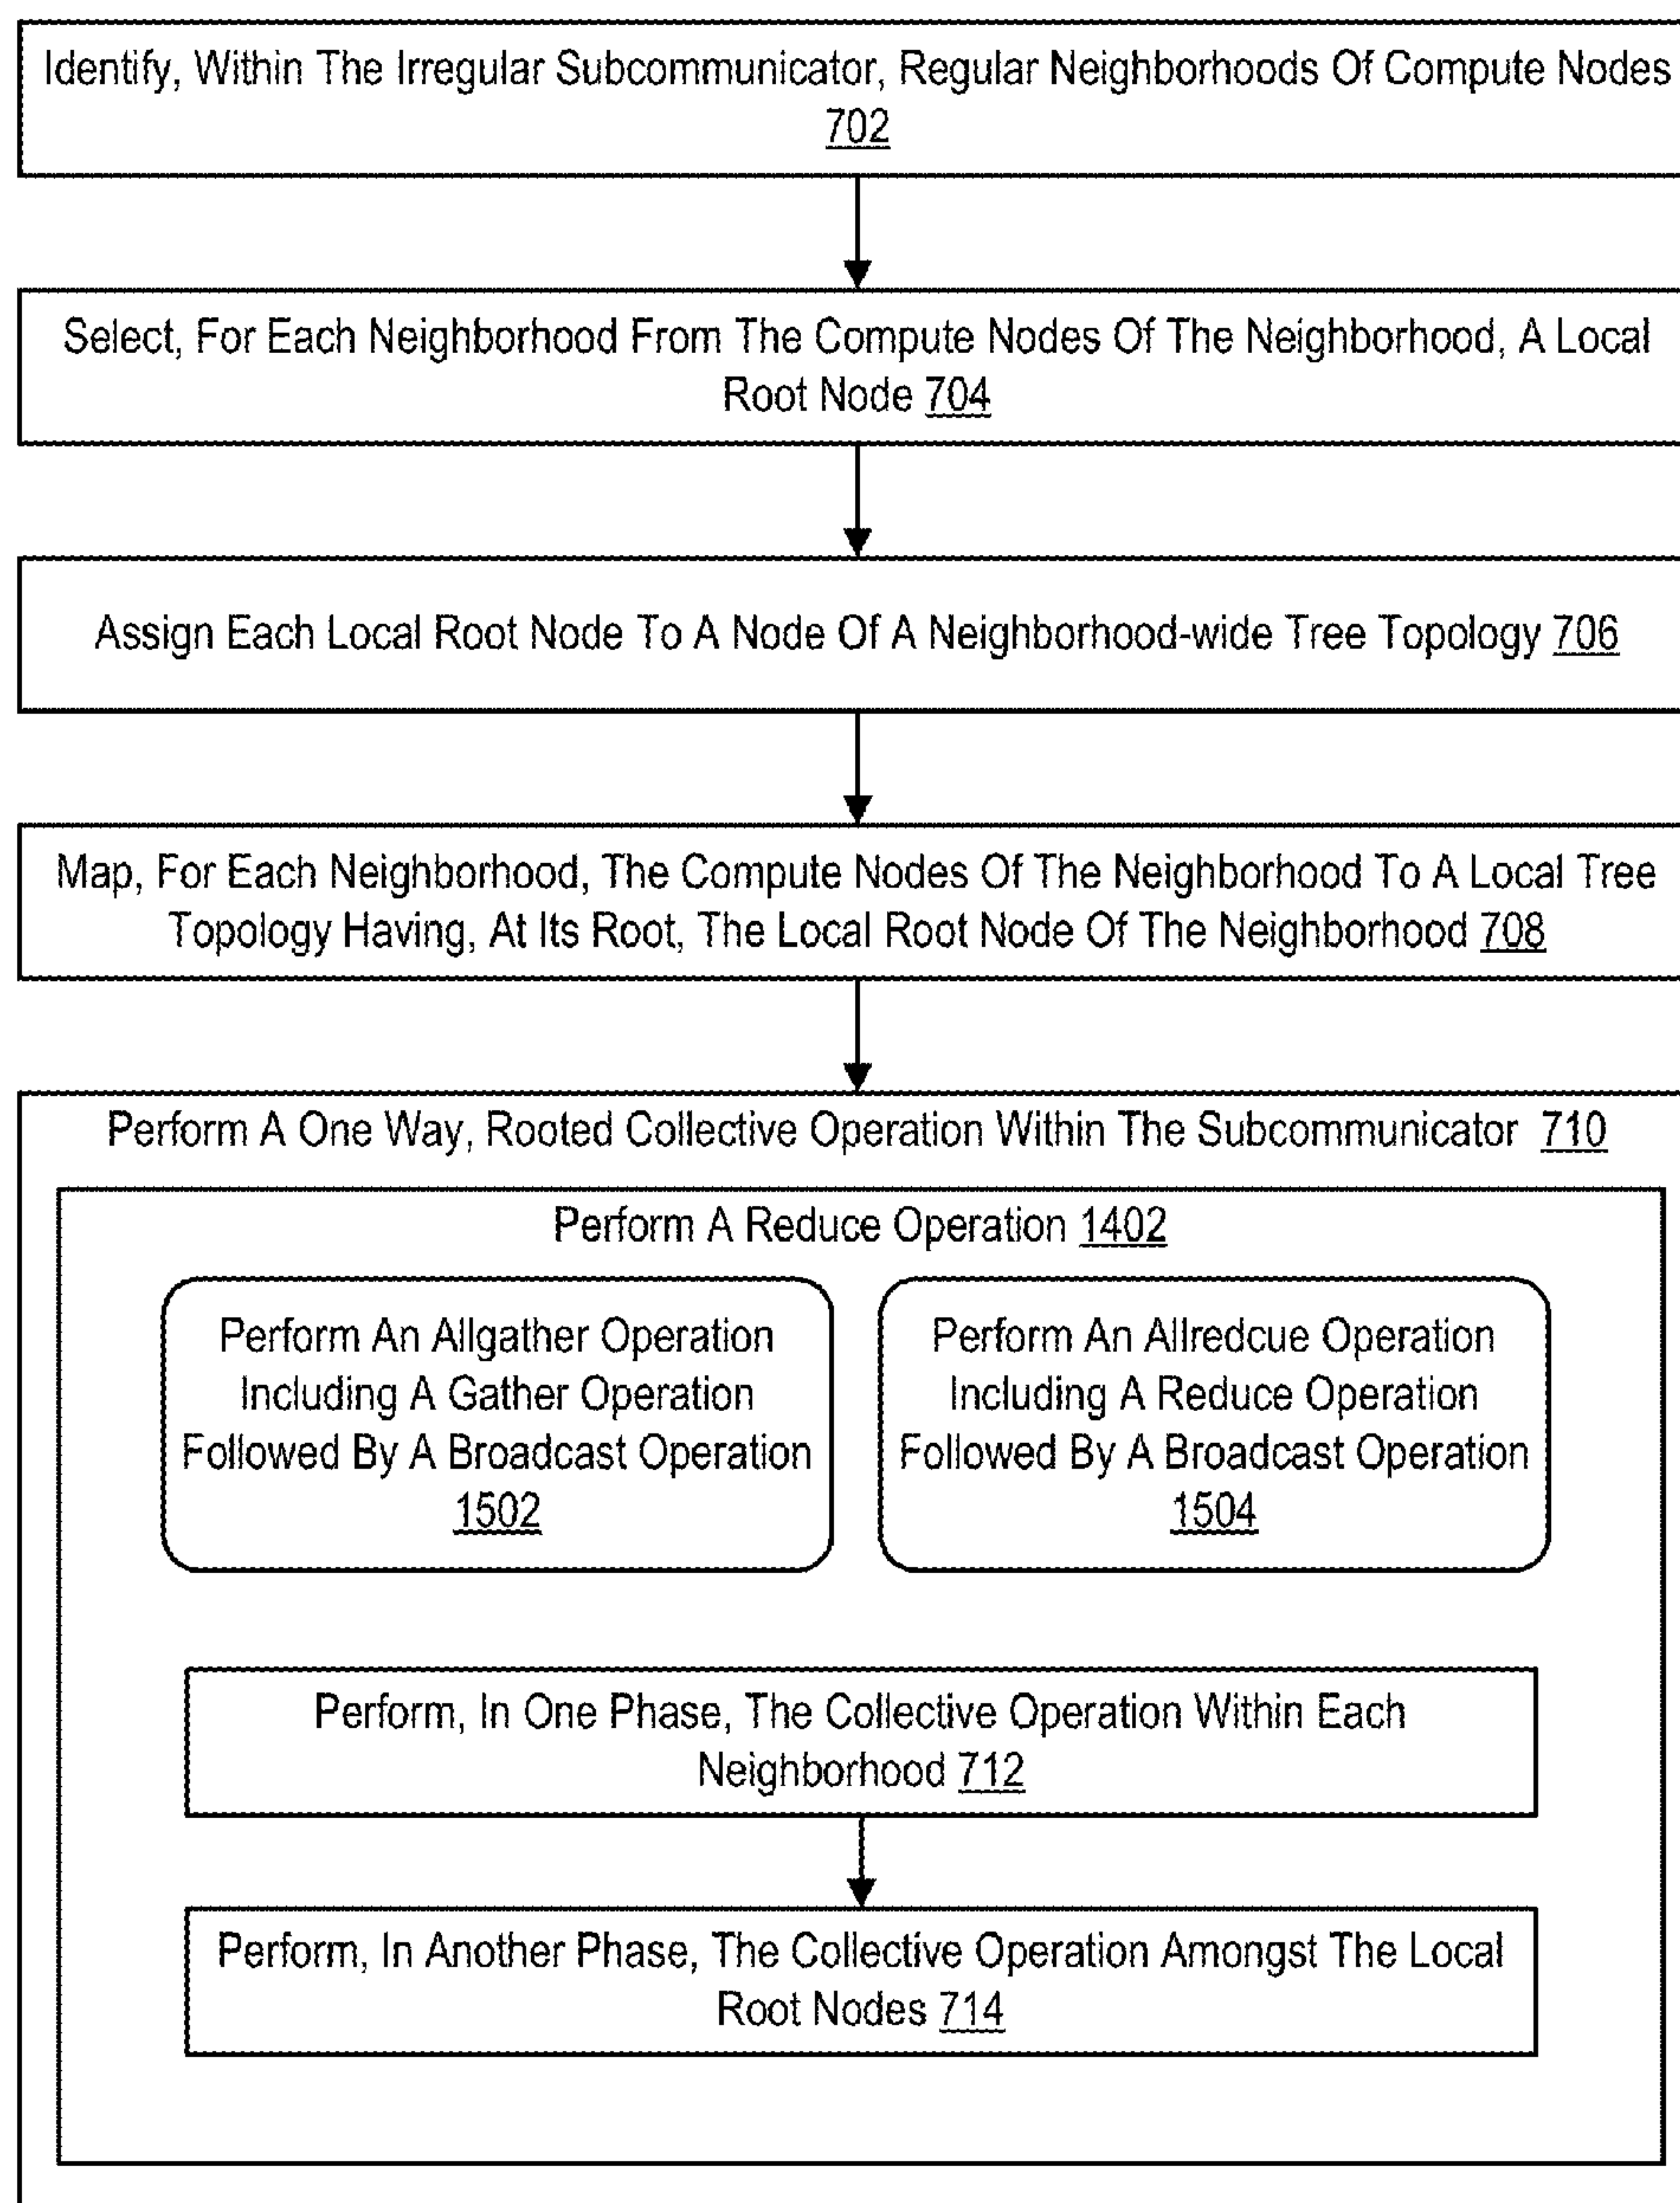 Identify, Within The Irregular Subcommunicator, Regular Neighborhoods Of Compute Nodes
702
Select, For Each Neighborhood From The Compute Nodes Of The Neighborhood, A Local
Root Node 704
Assign Each Local Root Node To A Node Of A Neighborhood-wide Tree Topology 706
Map, For Each Neighborhood, The Compute Nodes Of The Neighborhood To A Local Tree
Topology Having, At Its Root, The Local Root Node Of The Neighborhood 708
Perform A One Way, Rooted Collective Operation Within The Subcommunicator 710
Perform A Reduce Operation 1402
Perform An Allgather Operation
Including A Gather Operation
Followed By A Broadcast Operation
1502
Perform An Allredcue Operation
Including A Reduce Operation
Followed By A Broadcast Operation
1504
Perform, In One Phase, The Collective Operation Within Each
Neighborhood 712
Perform, In Another Phase, The Collective Operation Amongst The Local
Root Nodes 714